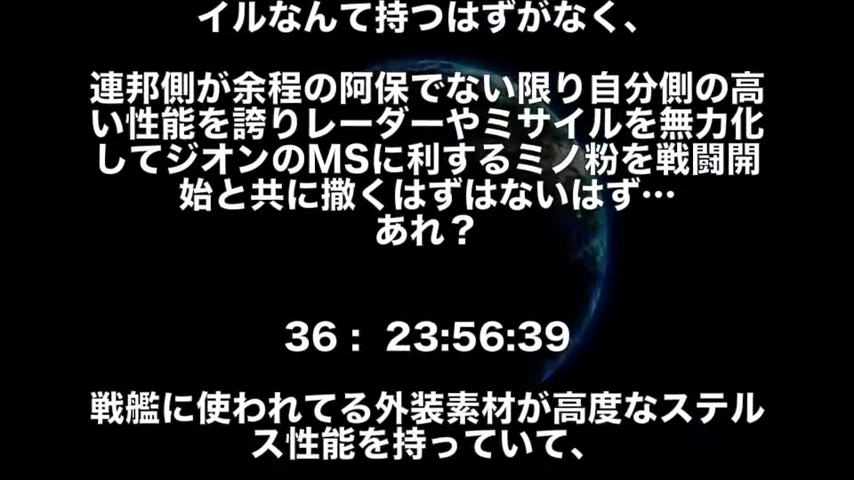 イルなんて持つはずがなく、
連邦側が余程の阿保でない限り自分側の高
い性能を誇りレーダーやミサイルを無力化
してジオンのMSに利するミノ粉を戦闘開
始と共に撒くはずはないはず…
あれ？
36： 23:56:39
戦艦に使われてる外装素材が高度なステル
ス性能を持っていて、